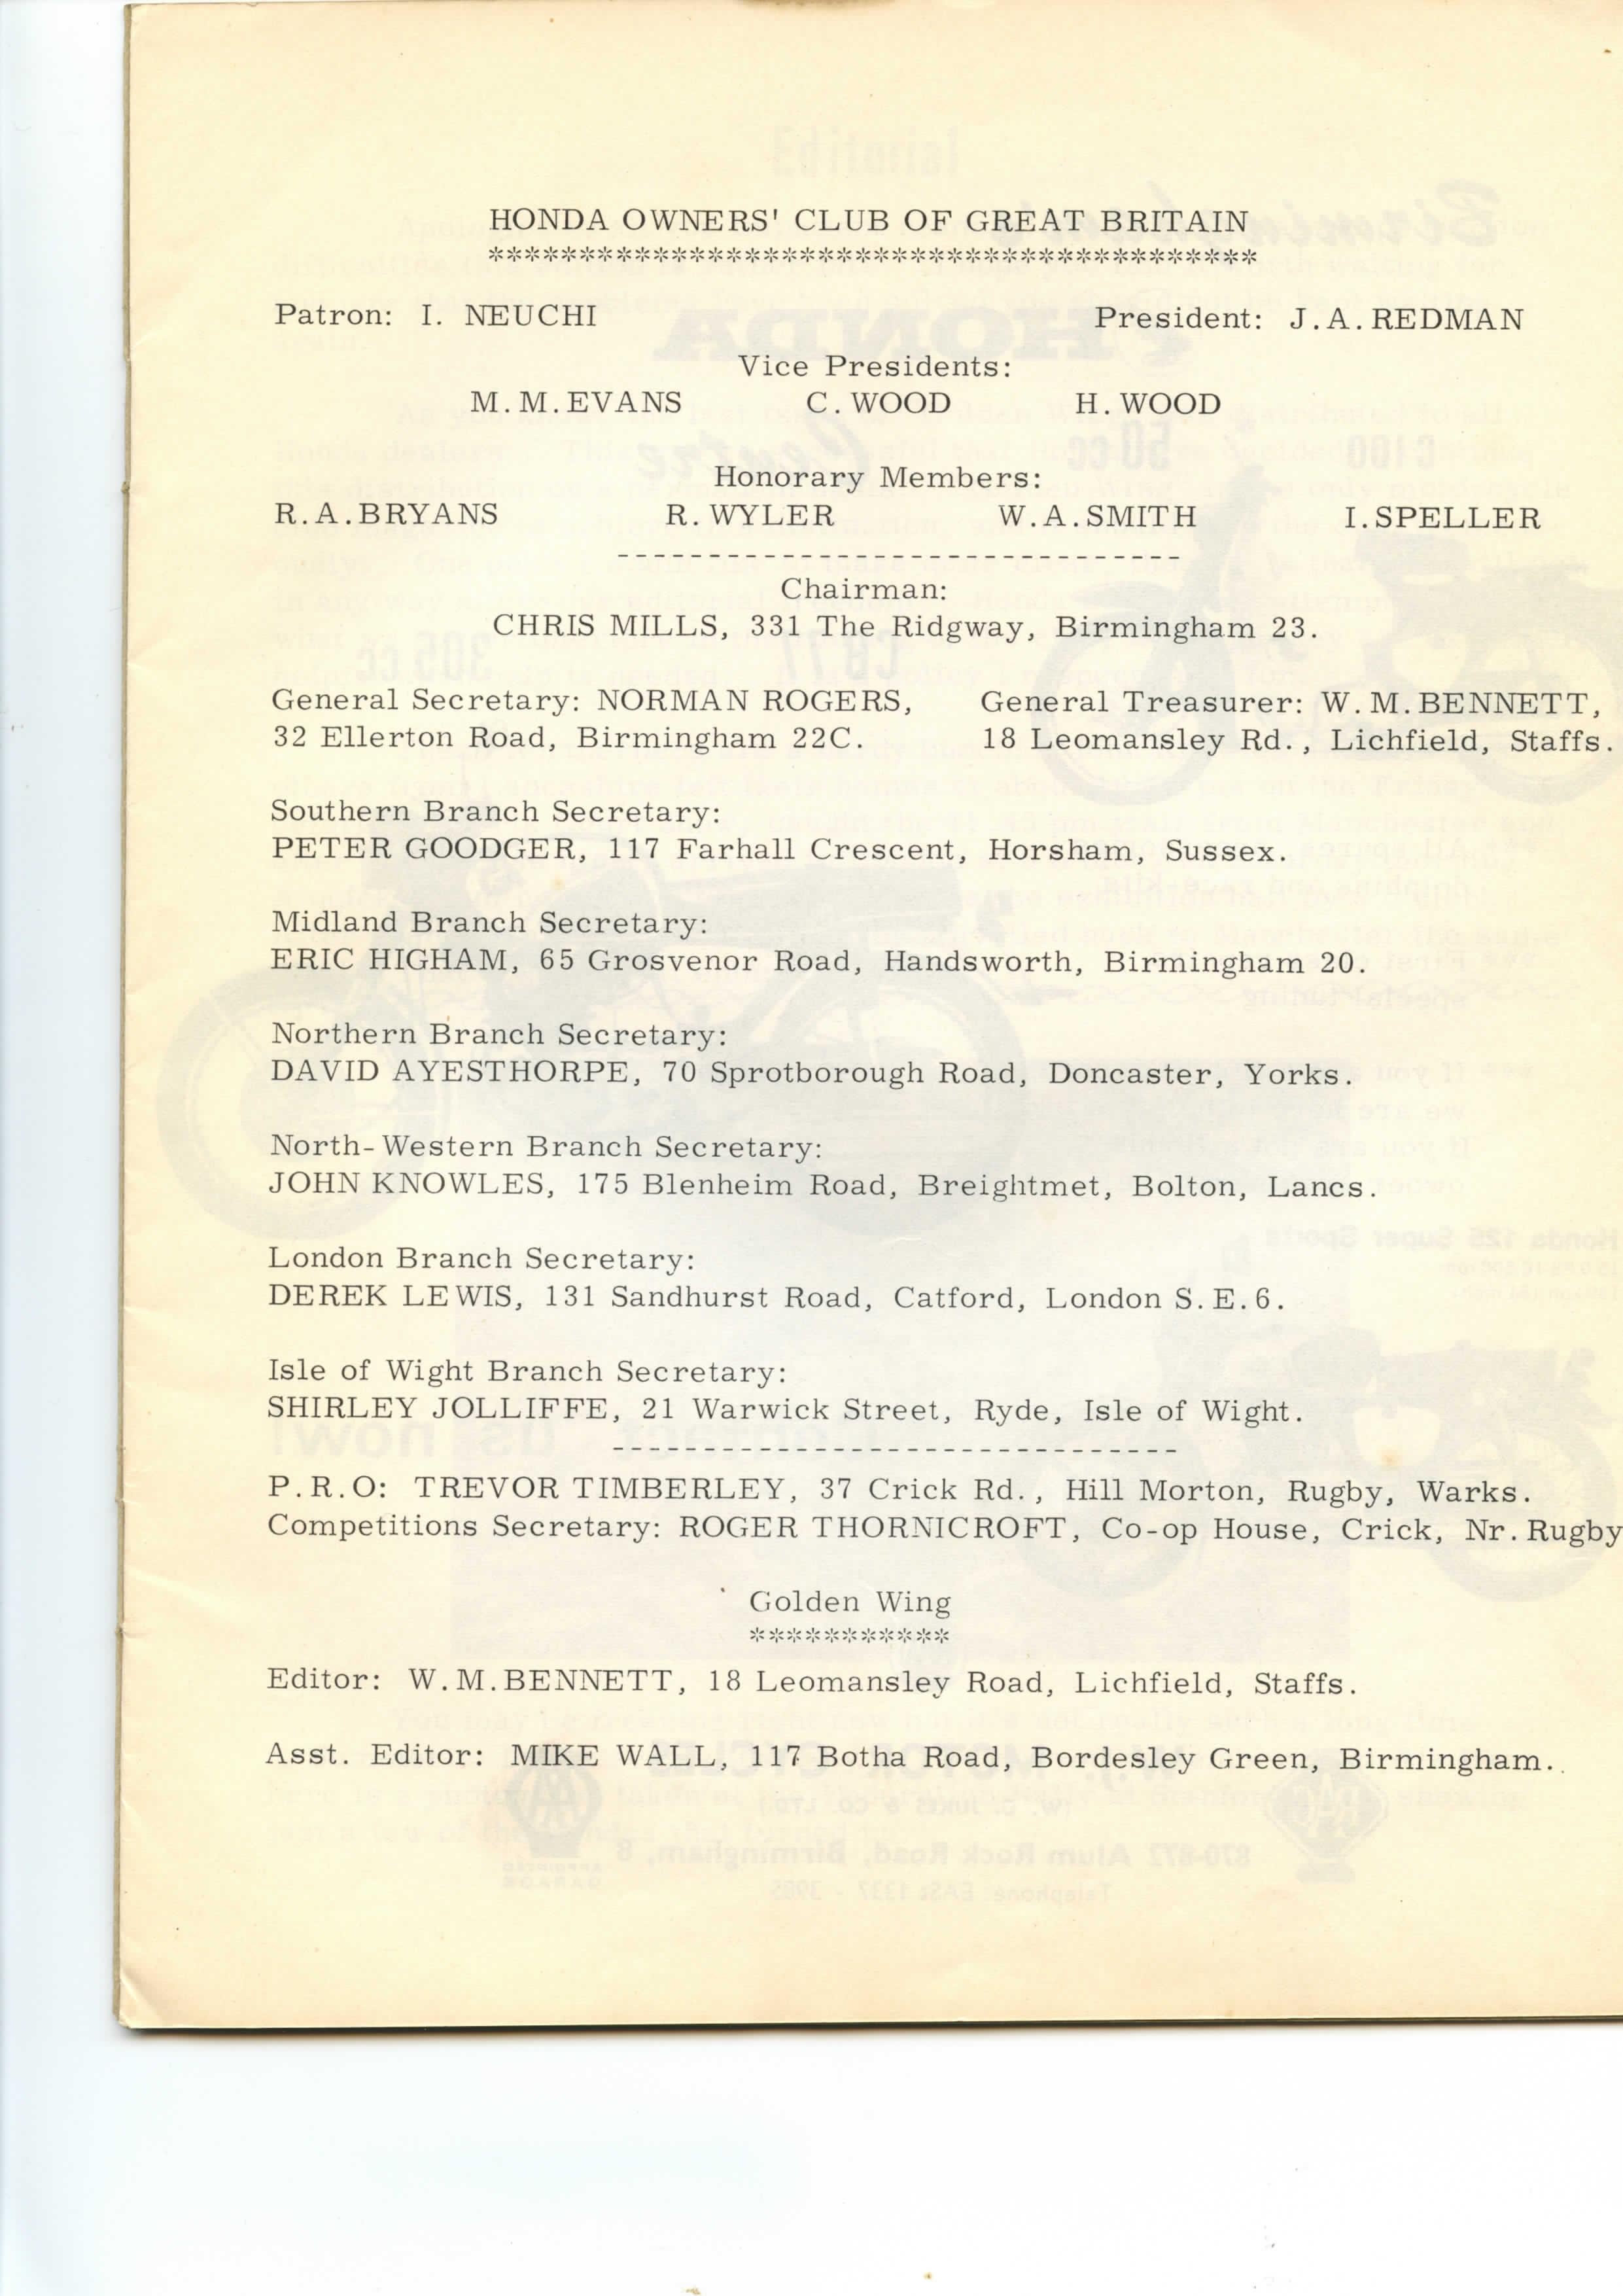 HONDA OWNERS' CLUB OF GREAT BRITAIN
******************************************
Patron: I. NEUCHI President: J.A.REDMAN
Vice Presidents:
M.M.EVANS C.WOOD H.WOOD
Honorary Members:
R.A.BRYANS R.WYLER W.A.SMITH I.SPELLER
-------------------------------
Chairman:
CHRIS MILLS, 331 The Ridgway, Birmingham 23.
General Secretary: NORMAN ROGERS, General Treasurer: W.M.BENNETT,
32 Ellerton Road, Birmingham 22C. 18 Leomansley Rd., Lichfield, Staffs.
Southern Branch Secretary:
PETER GOODGER, 117 Farhall Crescent, Horsham, Sussex.
Midland Branch Secretary:
ERIC HIGHAM, 65 Grosvenor Road, Handsworth, Birmingham 20.
Northern Branch Secretary:
DAVID AYESTHORPE, 70 Sprotborough Road, Doncaster, Yorks.
North-Western Branch Secretary:
JOHN KNOWLES, 175 Blenheim Road, Breightmet, Bolton, Lancs.
London Branch Secretary:
DEREK LEWIS, 131 Sandhurst Road, Catford, London S.E.6.
Isle of Wight Branch Secretary:
SHIRLEY JOLLIFFE, 21 Warwick Street, Ryde, Isle of Wight.
-------------------------------
P.R.O: TREVOR TIMBERLEY, 37 Crick Rd., Hill Morton, Rugby, Warks.
Competitions Secretary: ROGER THORNICROFT, Co-op House, Crick, Nr.Rugby
Golden Wing
***********
Editor: W.M.BENNETT, 18 Leomansley Road, Lichfield, Staffs.
Asst. Editor: MIKE WALL, 117 Botha Road, Bordesley Green, Birmingham.